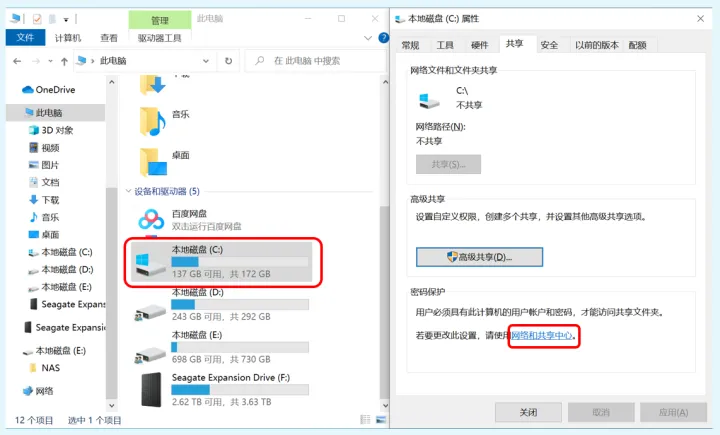 管理
此电脑
文件
计算机
查看
驱动器工具
此电脑
在 此电脑 中搜索
OneDrive
此电脑
3D 对象
视频
图片
文档
下载
音乐
桌面
本地磁盘 (C:)
本地磁盘 (D:)
本地磁盘 (E:)
Seagate Expan
Seagate Expans
本地磁盘 (E:)
NAS
网络
下载
音乐
桌面
设备和驱动器 (5)
百度网盘
双击运行百度网盘
本地磁盘 (C:)
137 GB 可用，共 172 GB
本地磁盘 (D:)
243 GB 可用，共 292 GB
本地磁盘 (E:)
698 GB 可用，共 730 GB
Seagate Expansion Drive (F:)
2.62 TB 可用，共 3.63 TB
12 个项目
选中 1 个项目
本地磁盘 (C:) 属性
常规
工具
硬件
共享
安全
以前的版本
配额
网络文件和文件夹共享
C:\
不共享
网络路径(N):
不共享
共享(S)...
高级共享
设置自定义权限，创建多个共享，并设置其他高级共享选项。
高级共享(D)...
密码保护
用户必须具有此计算机的用户帐户和密码，才能访问共享文件夹。
若要更改此设置，请使用网络和共享中心。
关闭
取消
应用(A)